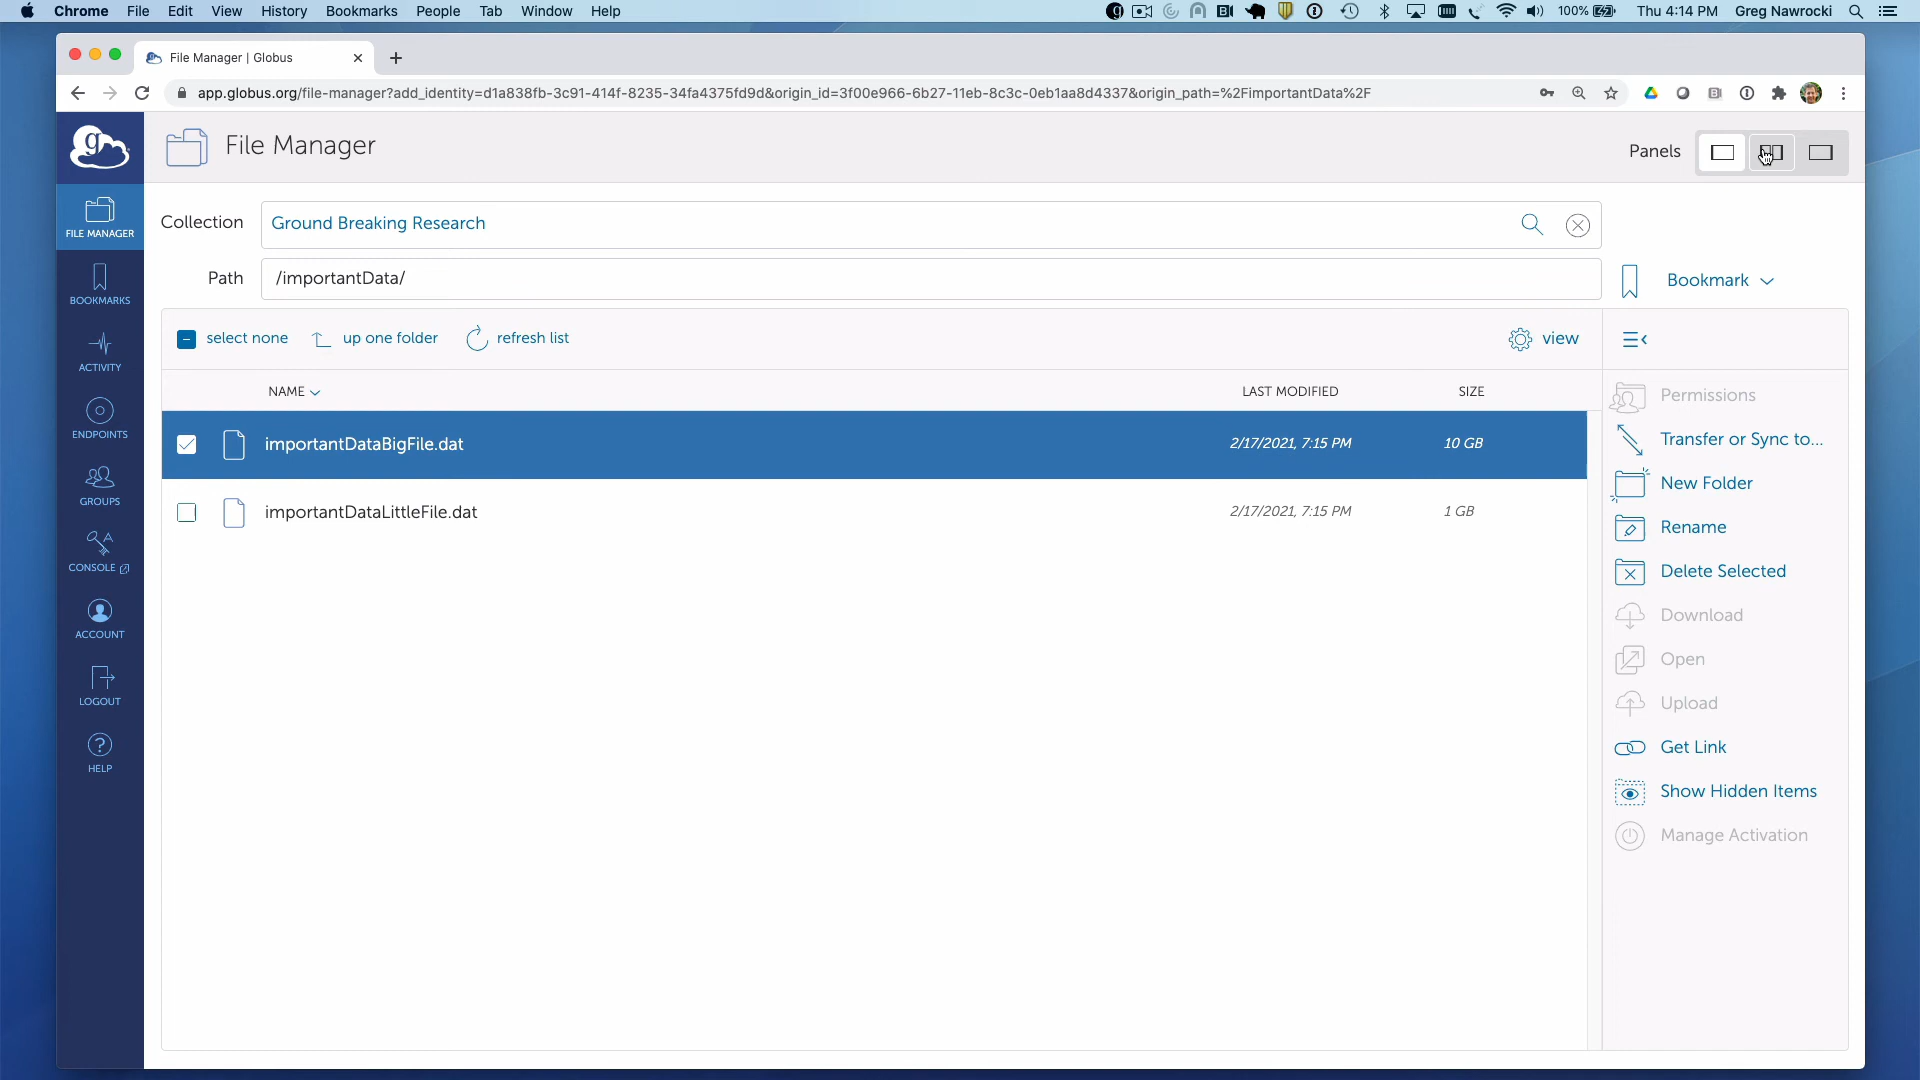 Chrome File Edit View History Bookmarks People Tab Window Help 100% Thu 4:14 PM Greg Nawrocki
File Manager | Globus
app.globus.org/file-manager?add_identity=d1a838fb-3c91-414f-8235-34fa4375fd9d&origin_id=3f00e966-6b27-11eb-8c3c-0eb1aa8d4337&origin_path=%2FimportantData%2F
File Manager
Panels
Collection Ground Breaking Research
Path /importantData/
Bookmark
select none up one folder refresh list view
NAME LAST MODIFIED SIZE
importantDataBigFile.dat 2/17/2021, 7:15 PM 10 GB
importantDataLittleFile.dat 2/17/2021, 7:15 PM 1 GB
FILE MANAGER
BOOKMARKS
ACTIVITY
ENDPOINTS
GROUPS
CONSOLE
ACCOUNT
LOGOUT
HELP
Permissions
Transfer or Sync to...
New Folder
Rename
Delete Selected
Download
Open
Upload
Get Link
Show Hidden Items
Manage Activation